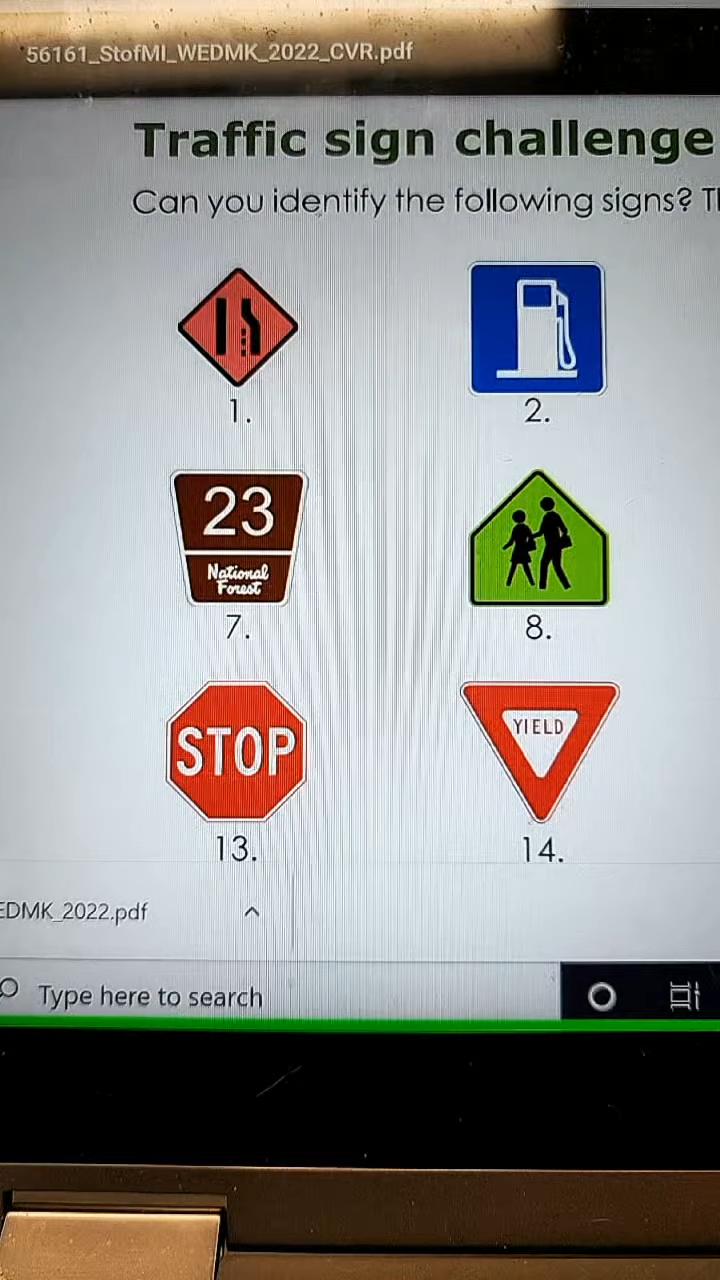 56161_StofMI_WEDMK_2022_CVR.pdf
Traffic sign challenge
Can you identify the following signs?
1.
2.
23
National
Forest
7.
8.
STOP
YIELD
13.
14.
EDMK_2022.pdf
Type here to search